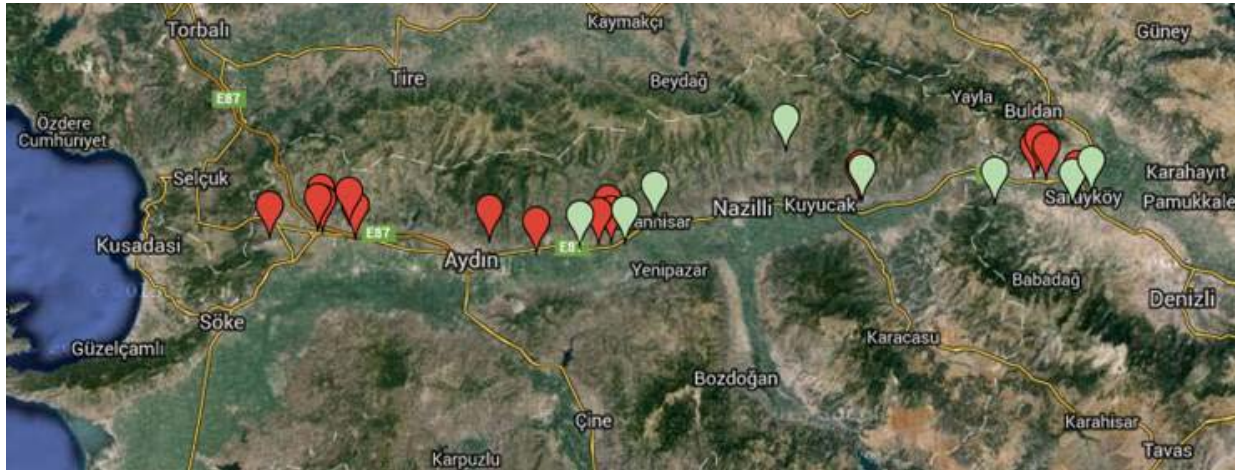 Torbalı
Kaymakçı
Güney
Tire
Beydağ
E87
Yayla
Buldan
Özdere
Cumhuriyet
Selçuk
Karahayıt
Pamukkale
Sarayköy
Nazilli
Kuyucak
Kusadasi
E87
Aydın
Yenipazar
Babadağ
Denizli
Söke
Güzelçamlı
Karacasu
Bozdoğan
Çine
Karahisar
Karpuzlu
Tavas